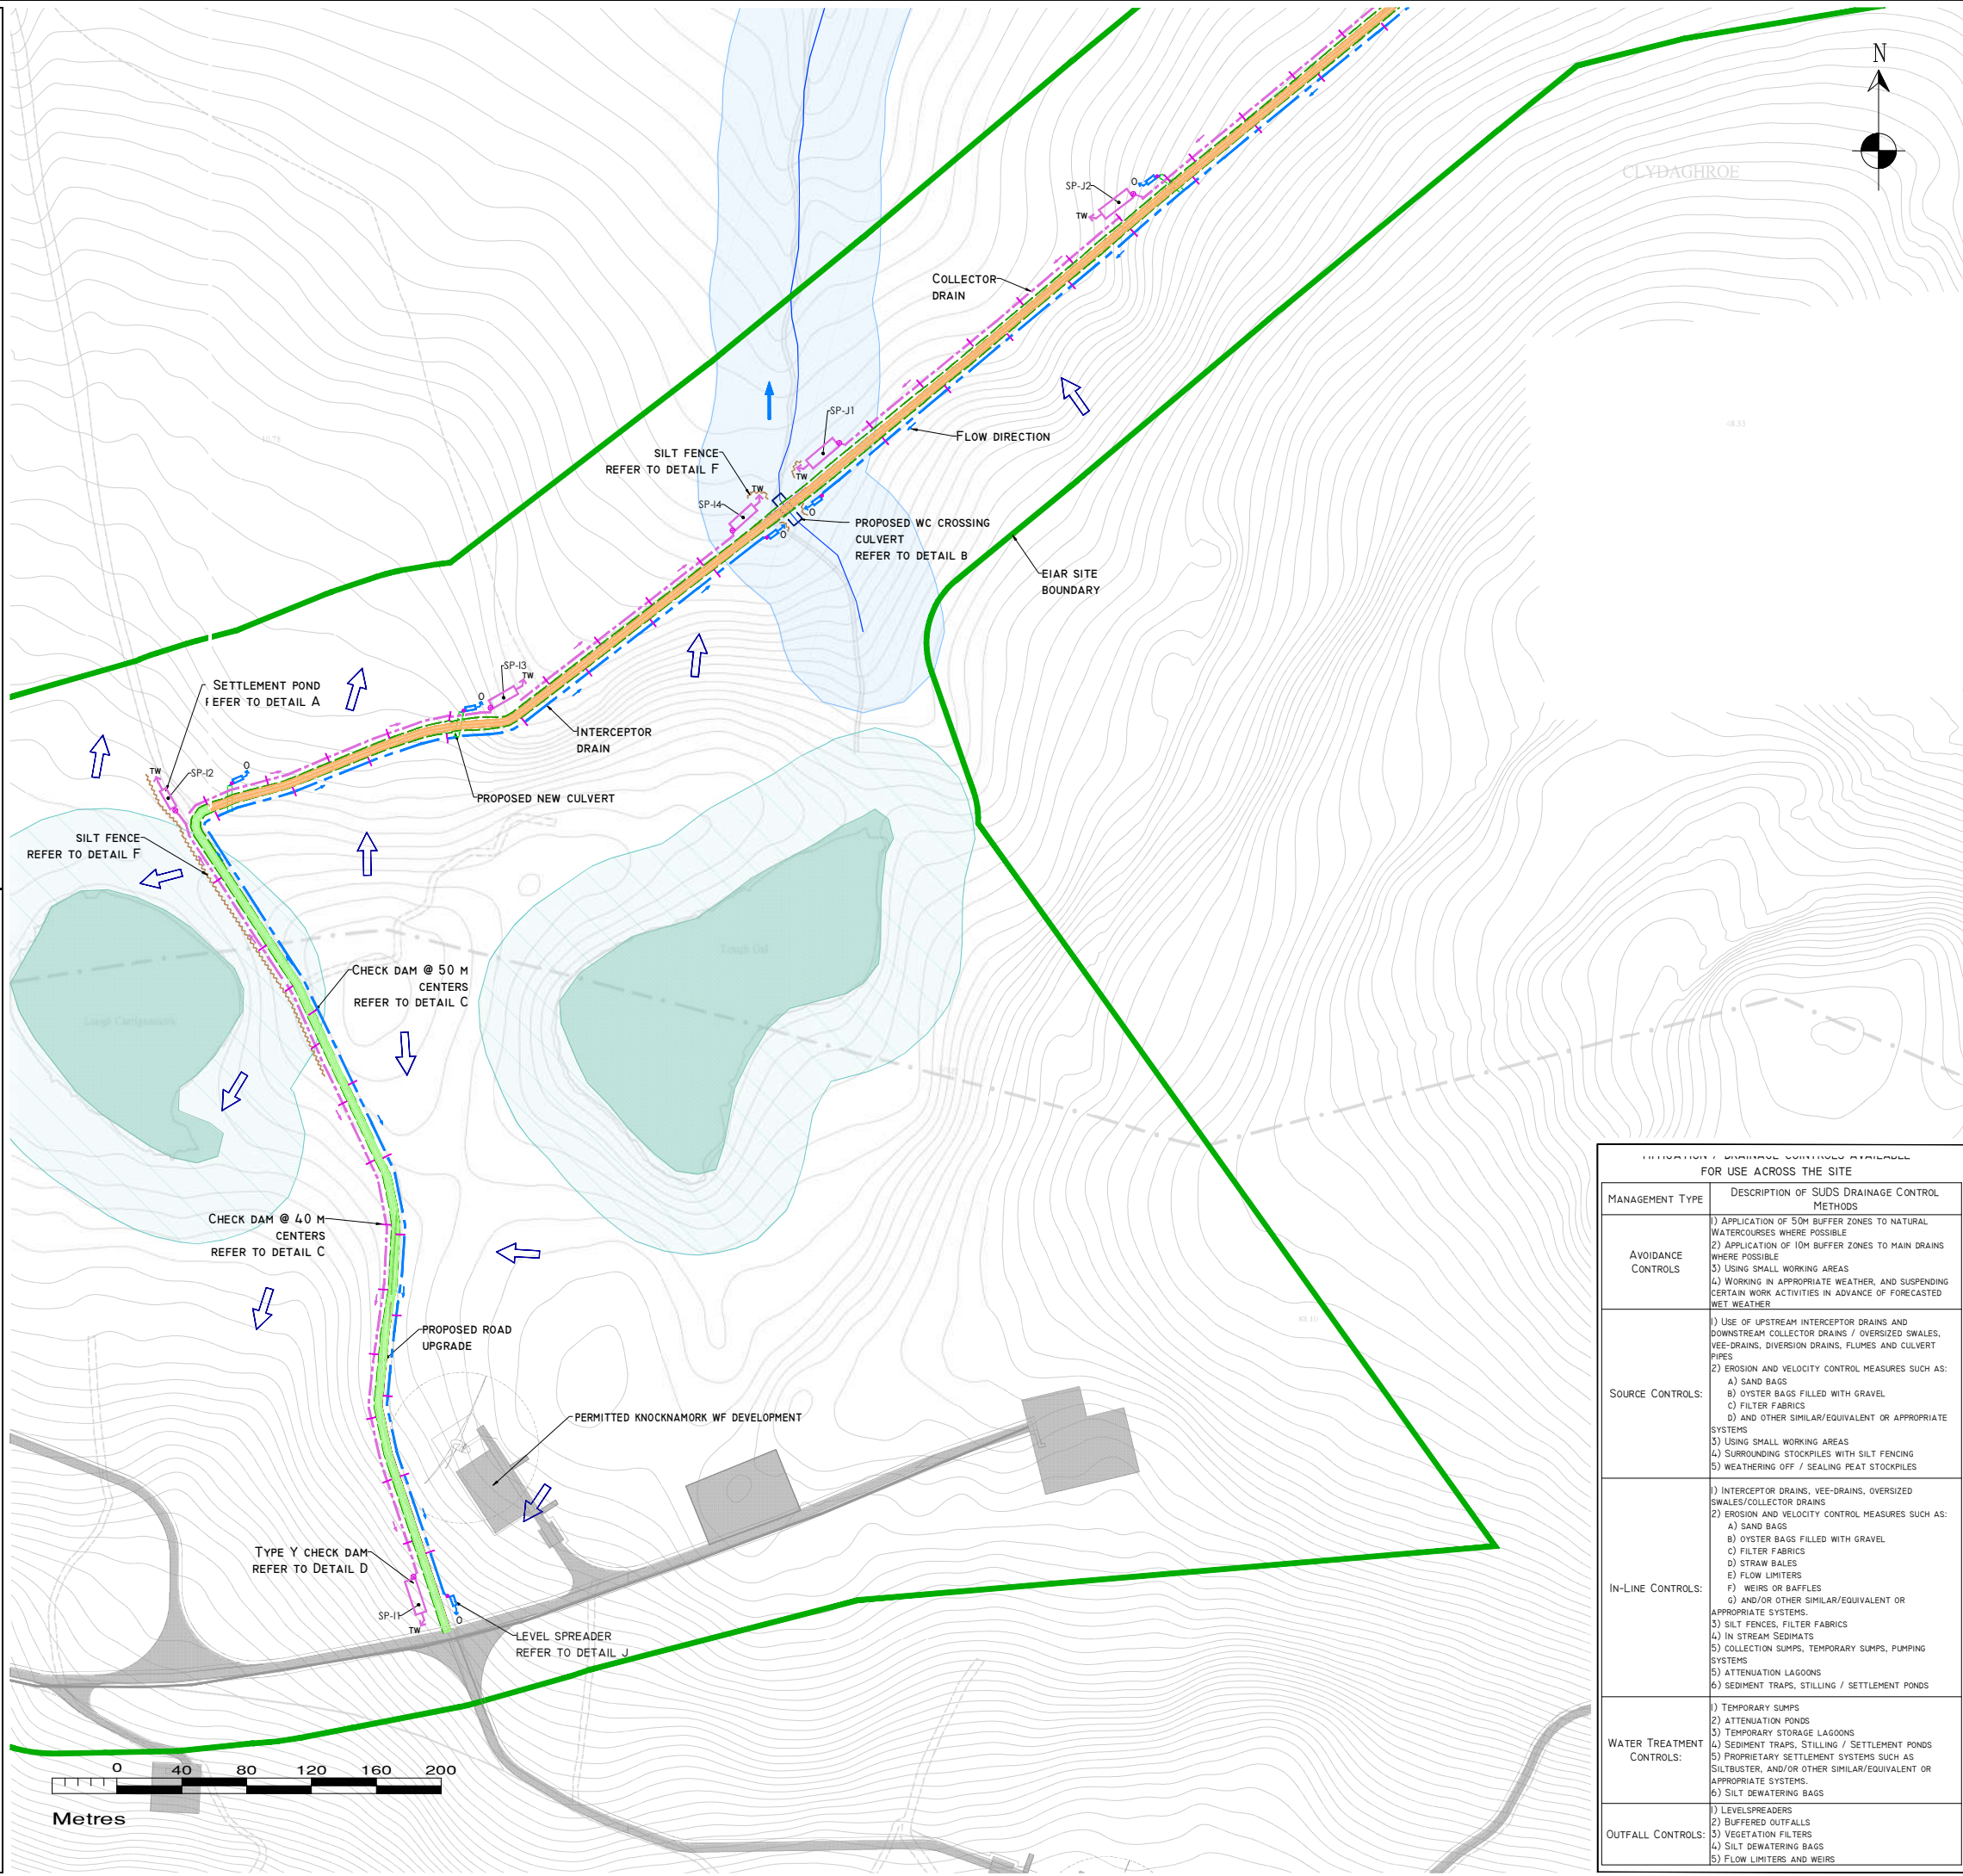 N
CLYDAGHROE
SP-J2
O
TW
COLLECTOR
DRAIN
48.33
10.78
SP-J1
FLOW DIRECTION
SILT FENCE
REFER TO DETAIL F
TW
TW
SP-I4
O
O
PROPOSED WC CROSSING
CULVERT
REFER TO DETAIL B
EIAR SITE
BOUNDARY
SP-I3
TW
O
SETTLEMENT POND
EFER TO DETAIL A
INTERCEPTOR
DRAIN
TW
SP-I2
O
PROPOSED NEW CULVERT
SILT FENCE
REFER TO DETAIL F
Lough Gal
CHECK DAM @ 50 M
CENTERS
REFER TO DETAIL C
CHECK DAM @ 40 M
CENTERS
REFER TO DETAIL C
PROPOSED ROAD
UPGRADE
48.10
PERMITTED KNOCKNAMORK WF DEVELOPMENT
TYPE Y CHECK DAM
REFER TO DETAIL D
SP-I1
TW
O
LEVEL SPREADER
REFER TO DETAIL J
0 40 80 120 160 200
Metres
MITIGATION / DRAINAGE CONTROLS AVAILABLE
FOR USE ACROSS THE SITE
MANAGEMENT TYPE
DESCRIPTION OF SUDS DRAINAGE CONTROL
METHODS
AVOIDANCE
CONTROLS
1) APPLICATION OF 50M BUFFER ZONES TO NATURAL
WATERCOURSES WHERE POSSIBLE
2) APPLICATION OF 10M BUFFER ZONES TO MAIN DRAINS
WHERE POSSIBLE
3) USING SMALL WORKING AREAS
4) WORKING IN APPROPRIATE WEATHER, AND SUSPENDING
CERTAIN WORK ACTIVITIES IN ADVANCE OF FORECASTED
WET WEATHER
SOURCE CONTROLS:
1) USE OF UPSTREAM INTERCEPTOR DRAINS AND
DOWNSTREAM COLLECTOR DRAINS / OVERSIZED SWALES,
VEE-DRAINS, DIVERSION DRAINS, FLUMES AND CULVERT
PIPES
2) EROSION AND VELOCITY CONTROL MEASURES SUCH AS:
A) SAND BAGS
B) OYSTER BAGS FILLED WITH GRAVEL
C) FILTER FABRICS
D) AND OTHER SIMILAR/EQUIVALENT OR APPROPRIATE
SYSTEMS
3) USING SMALL WORKING AREAS
4) SURROUNDING STOCKPILES WITH SILT FENCING
5) WEATHERING OFF / SEALING PEAT STOCKPILES
IN-LINE CONTROLS:
1) INTERCEPTOR DRAINS, VEE-DRAINS, OVERSIZED
SWALES/COLLECTOR DRAINS
2) EROSION AND VELOCITY CONTROL MEASURES SUCH AS:
A) SAND BAGS
B) OYSTER BAGS FILLED WITH GRAVEL
C) FILTER FABRICS
D) STRAW BALES
E) FLOW LIMITERS
F) WEIRS OR BAFFLES
G) AND/OR OTHER SIMILAR/EQUIVALENT OR
APPROPRIATE SYSTEMS.
3) SILT FENCES, FILTER FABRICS
4) IN STREAM SEDIMATS
5) COLLECTION SUMPS, TEMPORARY SUMPS, PUMPING
SYSTEMS
5) ATTENUATION LAGOONS
6) SEDIMENT TRAPS, STILLING / SETTLEMENT PONDS
WATER TREATMENT
CONTROLS:
1) TEMPORARY SUMPS
2) ATTENUATION PONDS
3) TEMPORARY STORAGE LAGOONS
4) SEDIMENT TRAPS, STILLING / SETTLEMENT PONDS
5) PROPRIETARY SETTLEMENT SYSTEMS SUCH AS
SILTBUSTER, AND/OR OTHER SIMILAR/EQUIVALENT OR
APPROPRIATE SYSTEMS.
6) SILT DEWATERING BAGS
OUTFALL CONTROLS:
1) LEVELSPREADERS
2) BUFFERED OUTFALLS
3) VEGETATION FILTERS
4) SILT DEWATERING BAGS
5) FLOW LIMITERS AND WEIRS